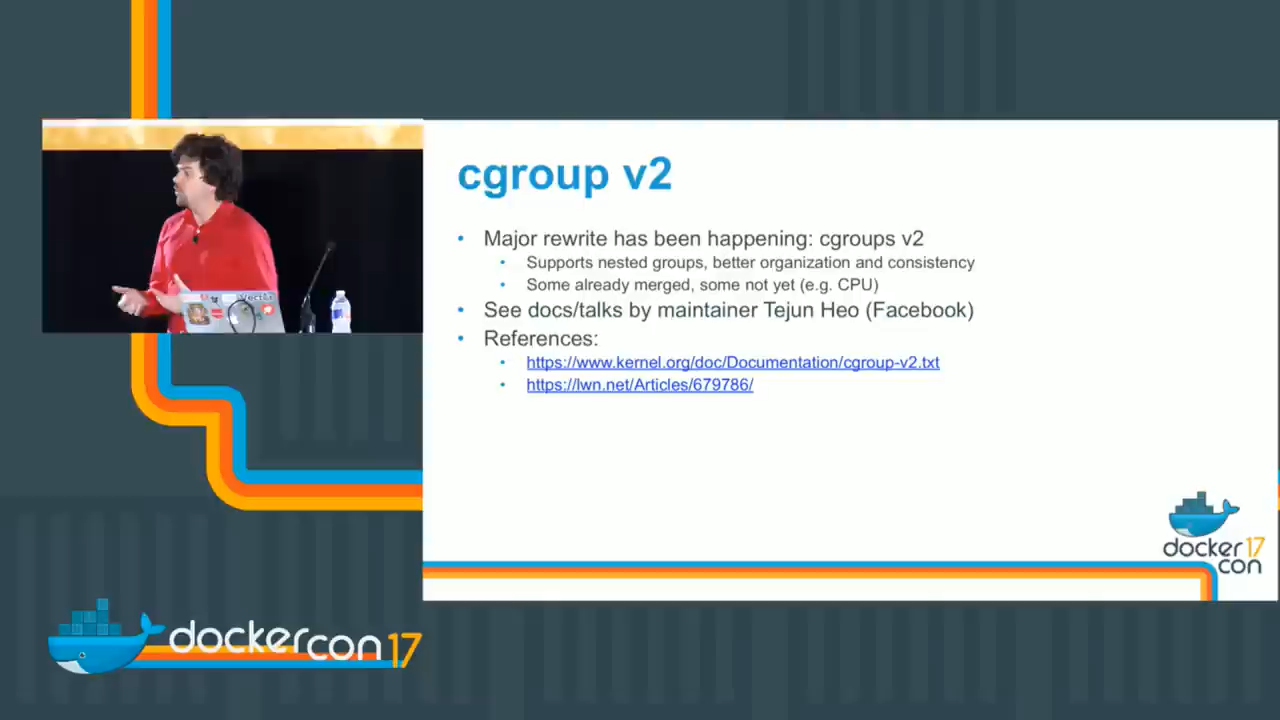 cgroup v2
• Major rewrite has been happening: cgroups v2
• Supports nested groups, better organization and consistency
• Some already merged, some not yet (e.g. CPU)
• See docs/talks by maintainer Tejun Heo (Facebook)
• References:
• https://www.kernel.org/doc/Documentation/cgroup-v2.txt
• https://lwn.net/Articles/679786/
docker 17
con
dockercon 17